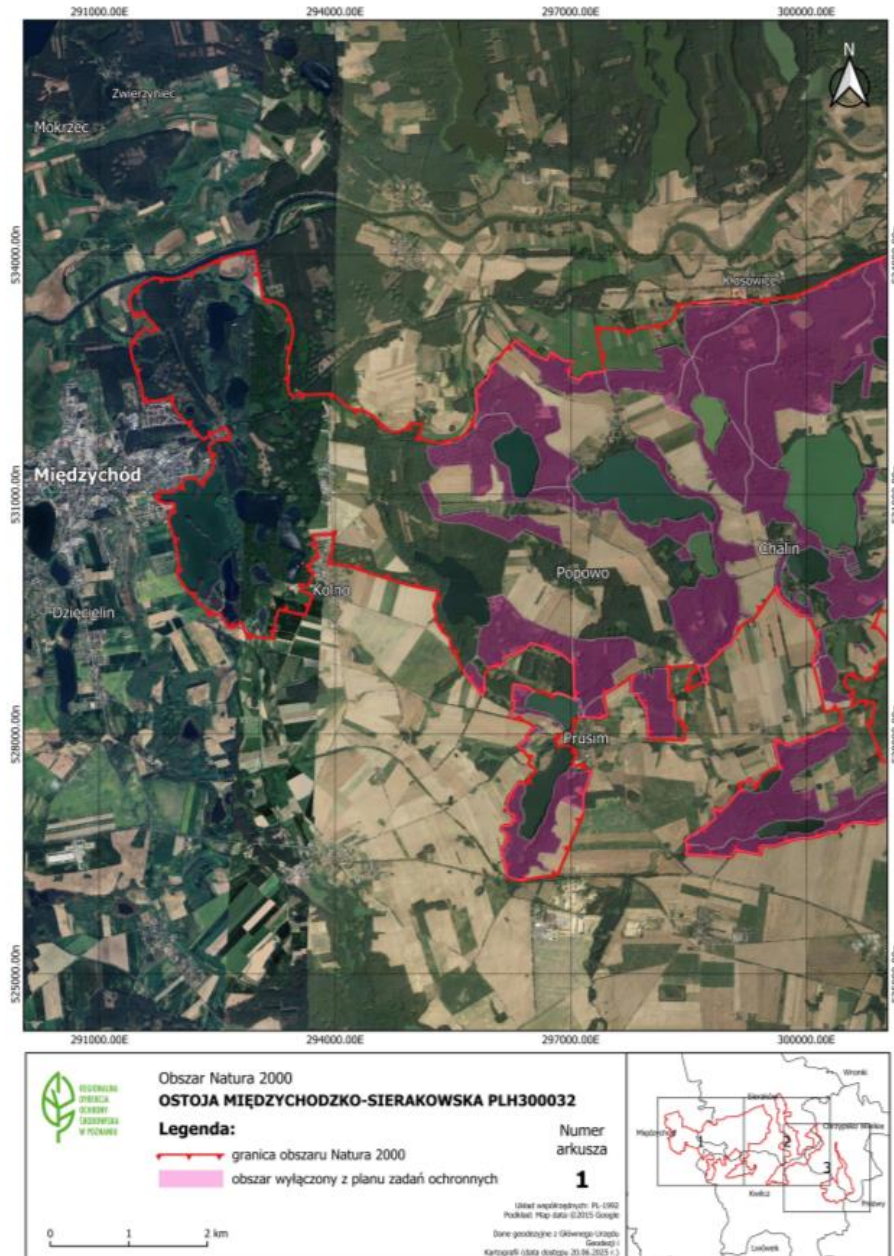 291000.00E
294000.00E
297000.00E
300000.00E
N
Zwierzyniec
Mokrzec
534000.00n
Kłosowice
Międzychód
531000.00n
Chalin
Popowo
Kolno
Dzięcielin
528000.00n
Prusim
525000.00n
291000.00E
294000.00E
297000.00E
300000.00E
REGIONALNA
DYREKCJA
OCHRONY
ŚRODOWISKA
W POZNANIU
Obszar Natura 2000
OSTOJA MIĘDZYCHODZKO-SIERAKOWSKA PLH300032
Legenda:
granica obszaru Natura 2000
obszar wyłączony z planu zadań ochronnych
Numer
arkusza
1
0 1 2 km
Układ współrzędnych: PL-1992
Podkład: Map data ©2015 Google
Dane geodezyjne z Głównego Urzędu
Geodezji i
Kartografii (data dostępu 20.06.2025 r.)
Wronki
Sieraków
Międzychód
1
2
3
Kwilcz
Pniewy
Lwówek